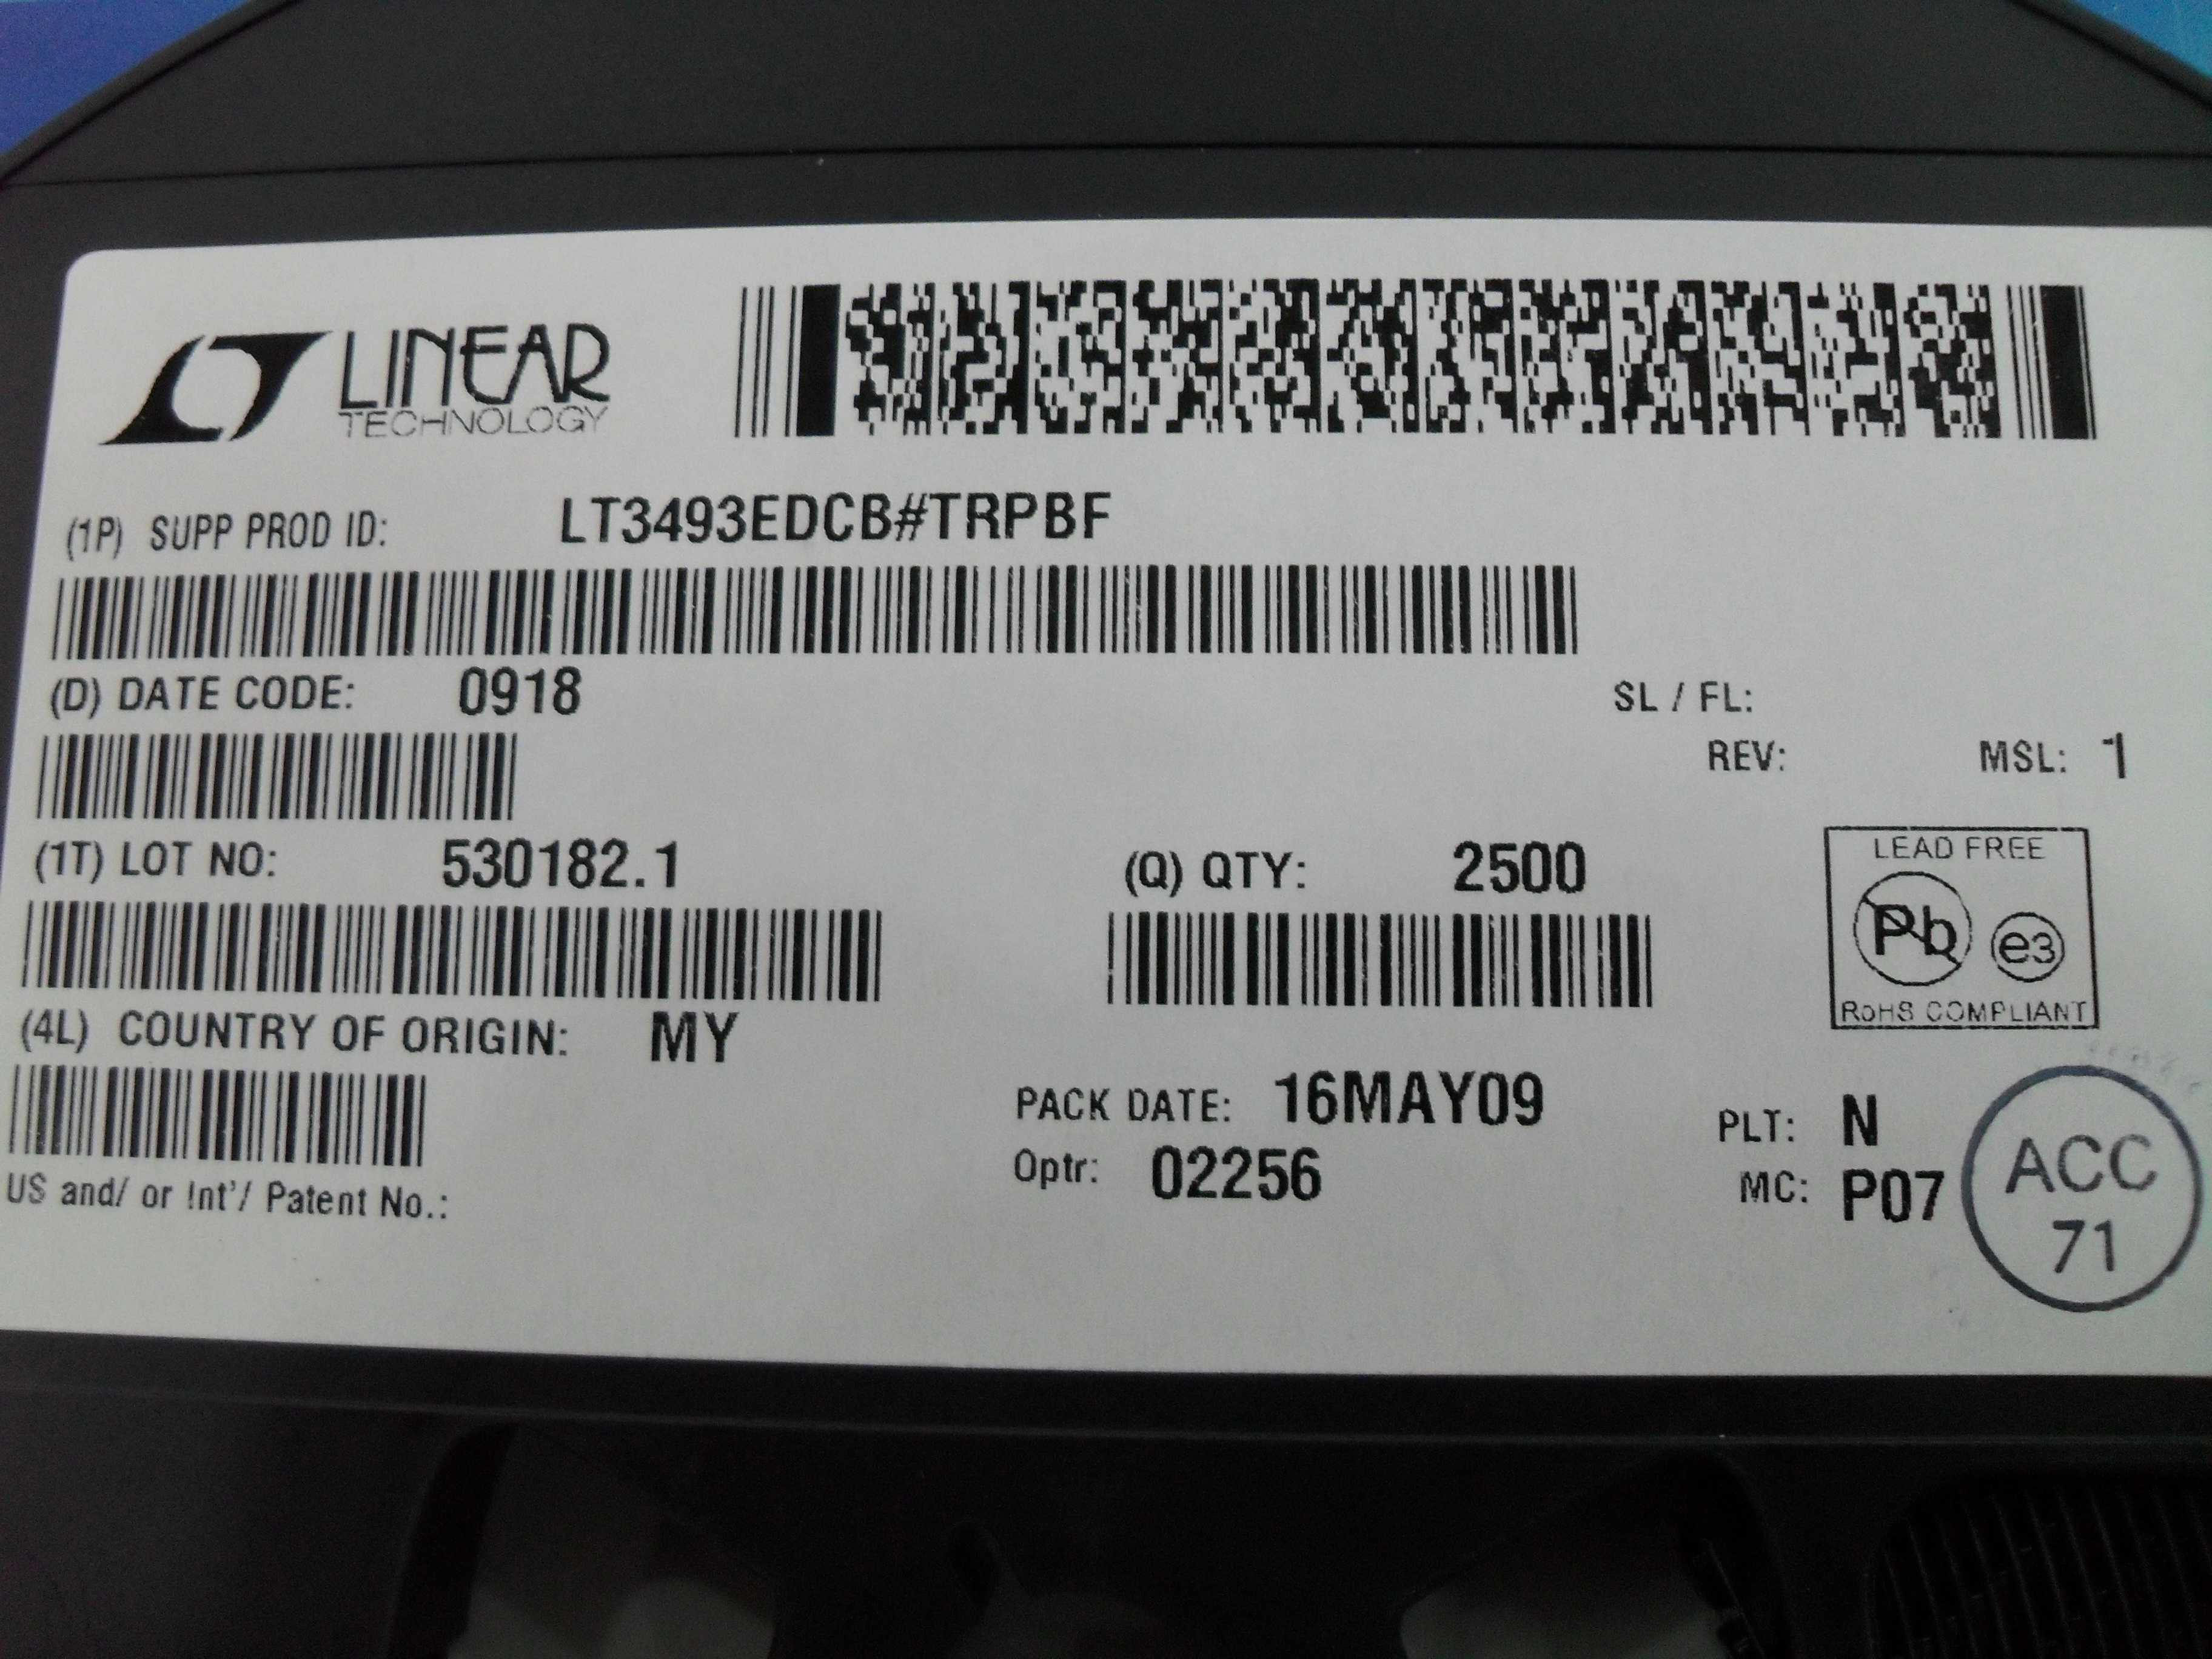 LINEAR
TECHNOLOGY
(1P) SUPP PROD ID: LT3493EDCB#TRPBF
(D) DATE CODE: 0918
SL / FL:
REV: MSL: 1
(1T) LOT NO: 530182.1
(Q) QTY: 2500
LEAD FREE
Pb e3
RoHS COMPLIANT
(4L) COUNTRY OF ORIGIN: MY
PACK DATE: 16MAY09
Optr: 02256
PLT: N
MC: P07
ACC
71
US and/ or Int'/ Patent No.: